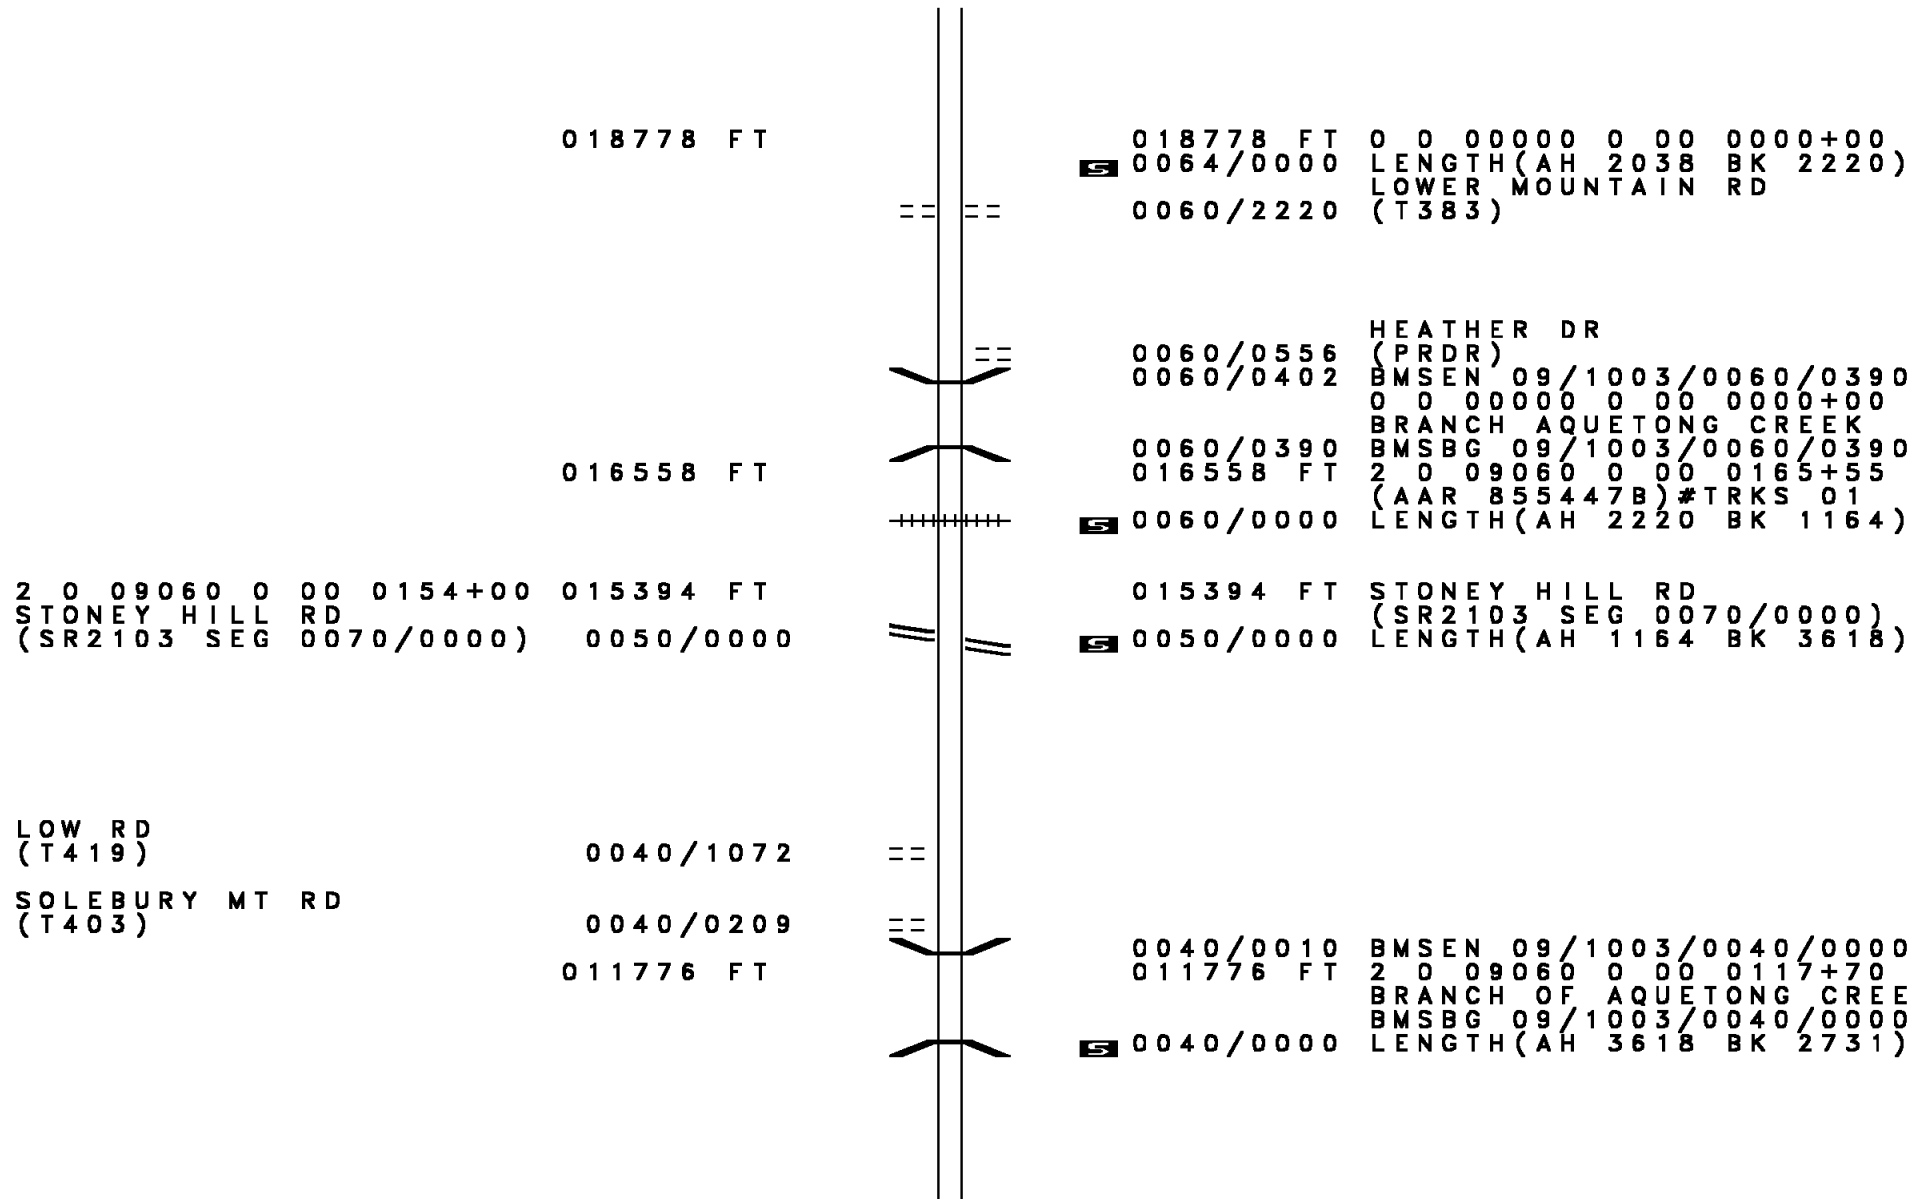 018778 FT 018778 FT 0 0 00000 0 00 0000+00
S 0064/0000 LENGTH(AH 2038 BK 2220)
LOWER MOUNTAIN RD
0060/2220 (T383)
HEATHER DR
0060/0556 (PRDR)
0060/0402 BMSEN 09/1003/0060/0390
0 0 00000 0 00 0000+00
BRANCH AQUETONG CREEK
0060/0390 BMSBG 09/1003/0060/0390
016558 FT 016558 FT 2 0 09060 0 00 0165+55
(AAR 855447B)#TRKS 01
S 0060/0000 LENGTH(AH 2220 BK 1164)
2 0 09060 0 00 0154+00 015394 FT 015394 FT STONEY HILL RD
STONEY HILL RD (SR2103 SEG 0070/0000)
(SR2103 SEG 0070/0000) 0050/0000 S 0050/0000 LENGTH(AH 1164 BK 3618)
LOW RD
(T419) 0040/1072
SOLEBURY MT RD
(T403) 0040/0209
0040/0010 BMSEN 09/1003/0040/0000
011776 FT 011776 FT 2 0 09060 0 00 0117+70
BRANCH OF AQUETONG CREE
BMSBG 09/1003/0040/0000
S 0040/0000 LENGTH(AH 3618 BK 2731)